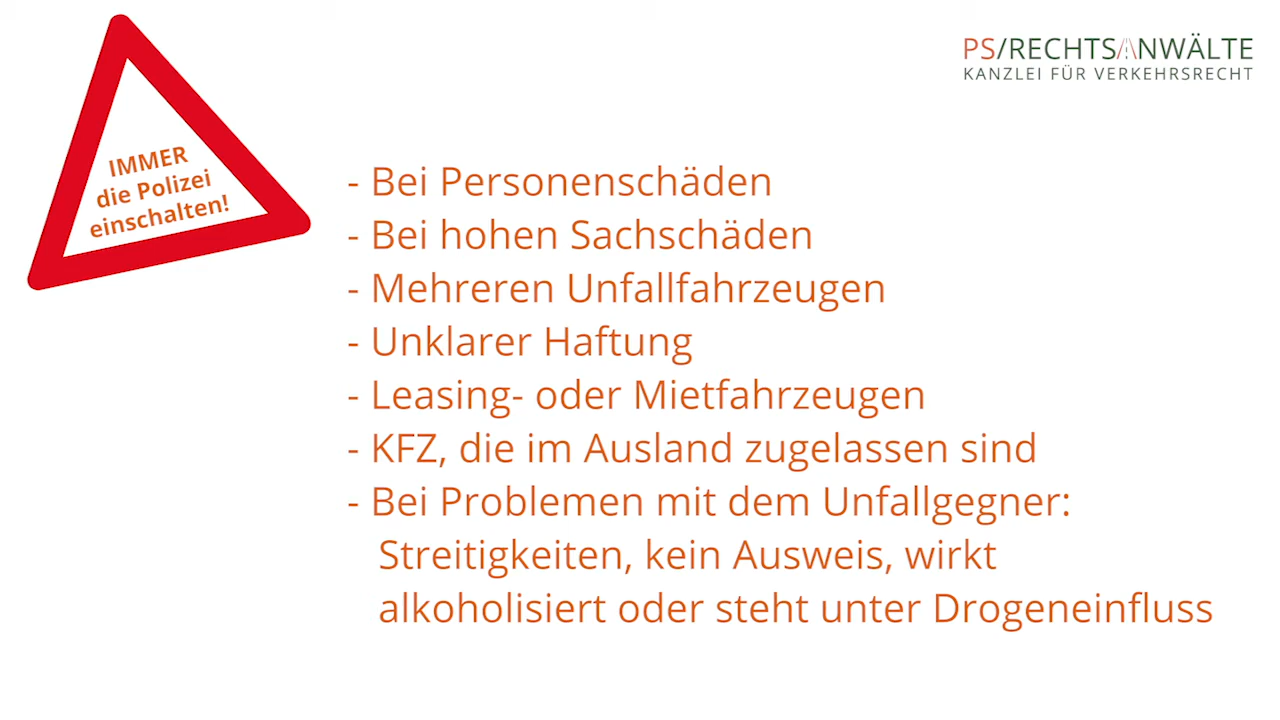 PS/RECHTSANWÄLTE
KANZLEI FÜR VERKEHRSRECHT
IMMER
die Polizei
einschalten!
- Bei Personenschäden
- Bei hohen Sachschäden
- Mehreren Unfallfahrzeugen
- Unklarer Haftung
- Leasing- oder Mietfahrzeugen
- KFZ, die im Ausland zugelassen sind
- Bei Problemen mit dem Unfallgegner:
Streitigkeiten, kein Ausweis, wirkt
alkoholisiert oder steht unter Drogeneinfluss